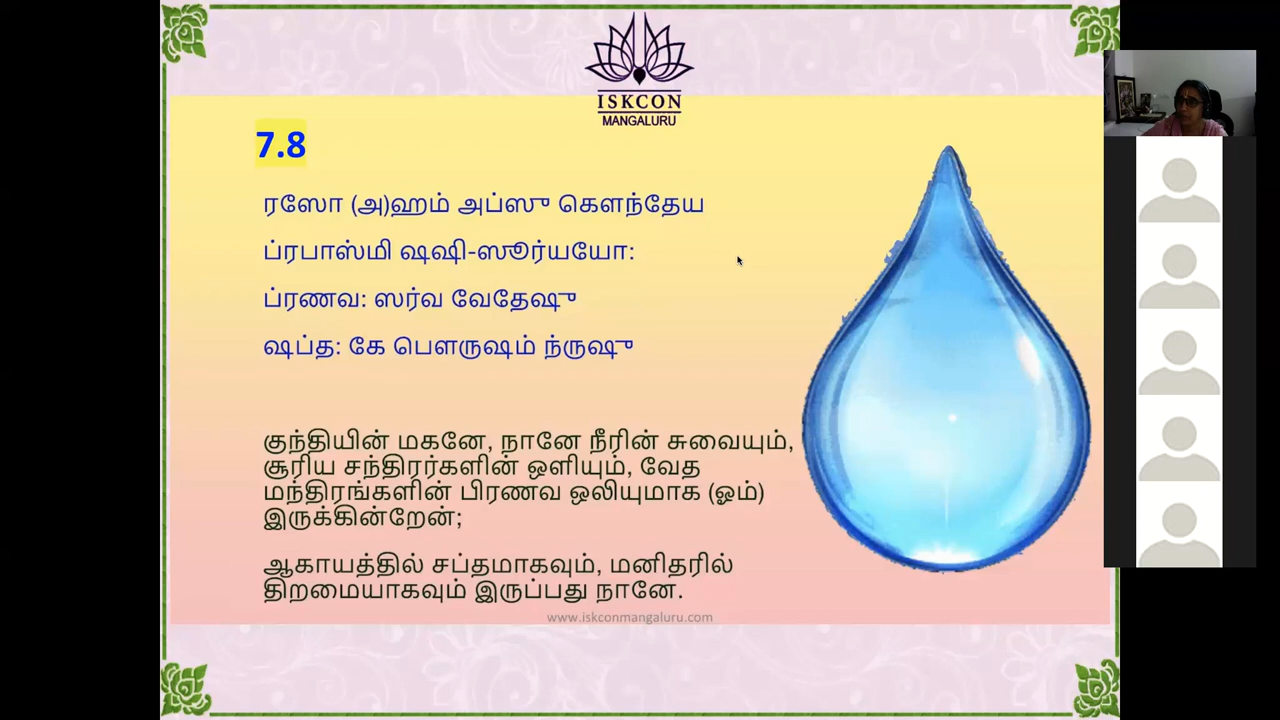 ISKCON
MANGALURU
7.8
ரஸோ (அ)ஹம் அப்ஸு கௌந்தேய
ப்ரபாஸ்மி ஷஷி-ஸூர்யயோ:
ப்ரணவ: ஸர்வ வேதேஷு
ஷப்த: கே பௌருஷம் ந்ருஷு
குந்தியின் மகனே, நானே நீரின் சுவையும்,
சூரிய சந்திரர்களின் ஒளியும், வேத
மந்திரங்களின் பிரணவ ஒலியுமாக (ஓம்)
இருக்கின்றேன்;
ஆகாயத்தில் சப்தமாகவும், மனிதரில்
திறமையாகவும் இருப்பது நானே.
www.iskconmangaluru.com